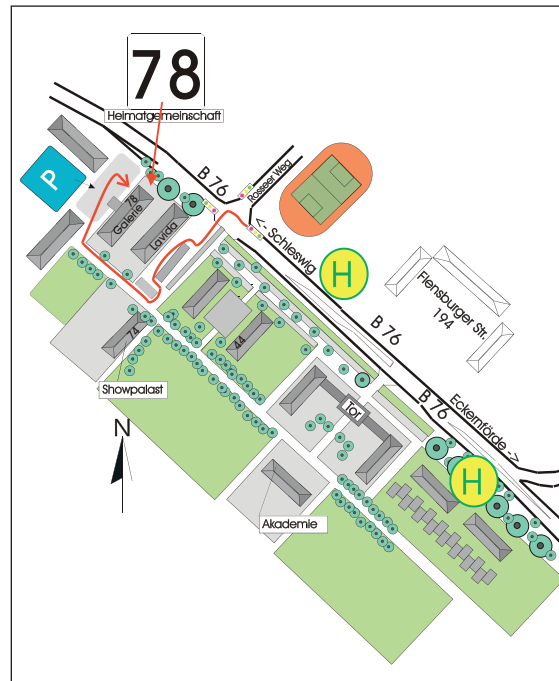 78
Heimatgemeinschaft
B 76
Rosseer Weg
P
78
Galerie
Lavida
<- Schleswig
H
Flensburger Str.
194
B 76
74
44
Showpalast
Tor
B 76
Eckernförde ->
N
H
Akademie